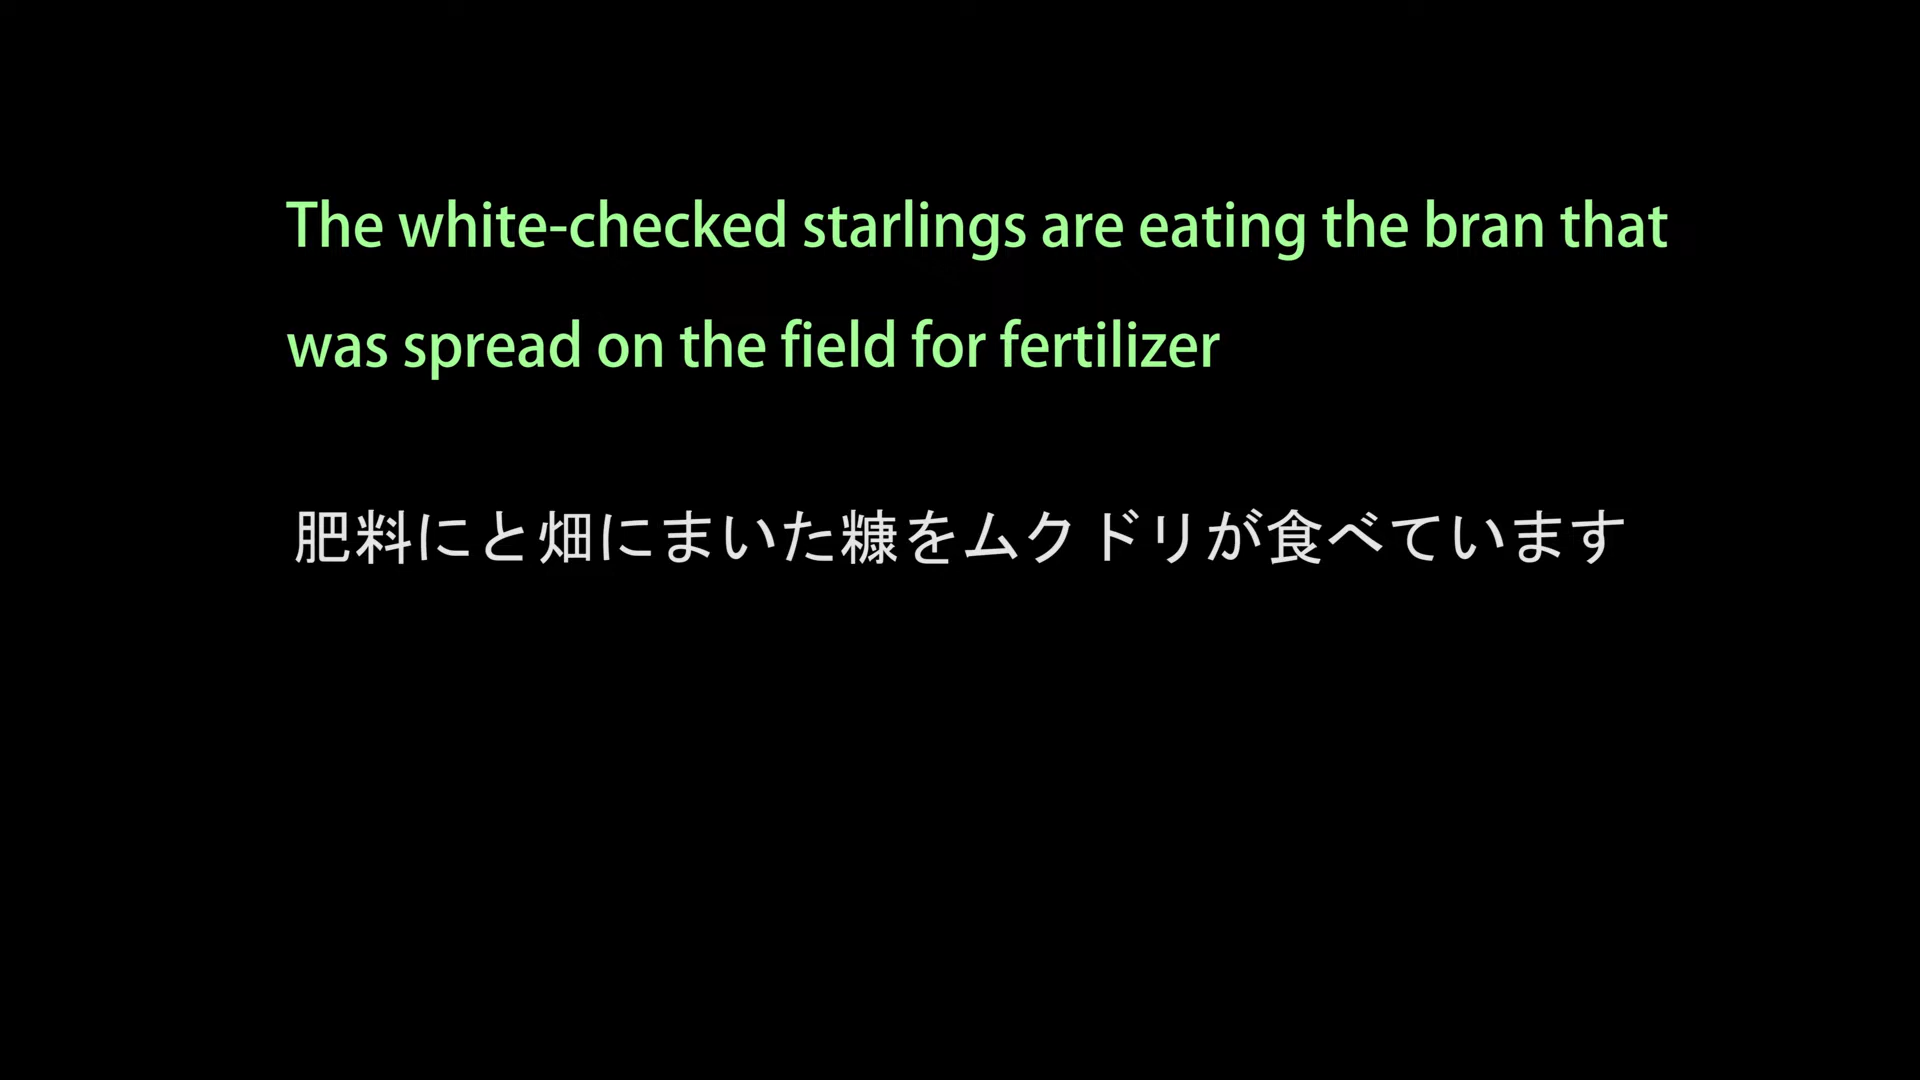 The white-checked starlings are eating the bran that
was spread on the field for fertilizer
肥料にと畑にまいた糠をムクドリが食べています